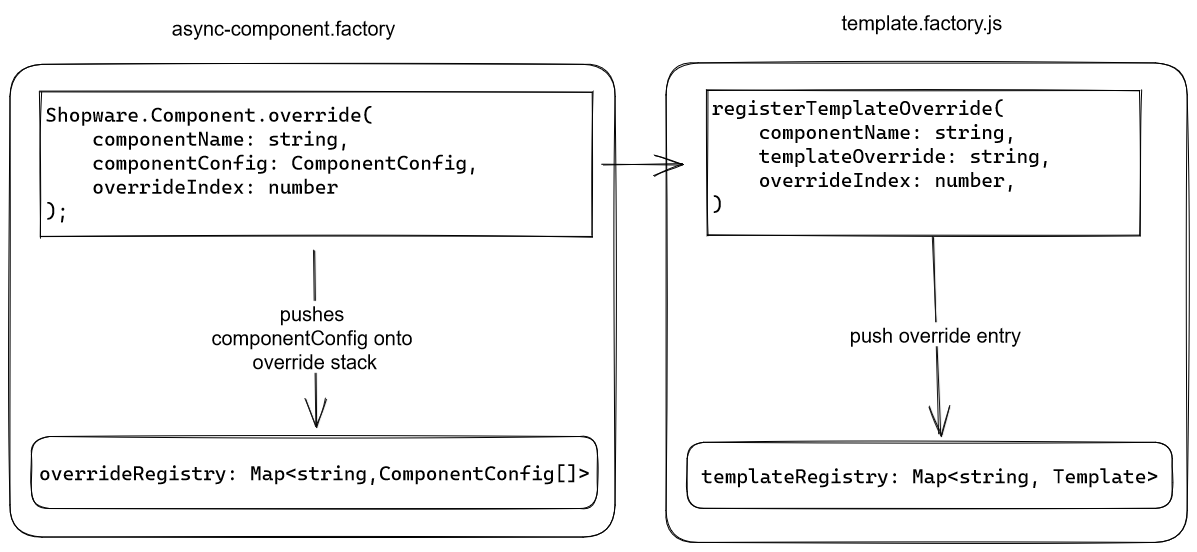 async-component.factory
Shopware.Component.override(
    componentName: string,
    componentConfig: ComponentConfig,
    overrideIndex: number
);
pushes
componentConfig onto
override stack
overrideRegistry: Map<string,ComponentConfig[]>
template.factory.js
registerTemplateOverride(
    componentName: string,
    templateOverride: string,
    overrideIndex: number,
)
push override entry
templateRegistry: Map<string, Template>